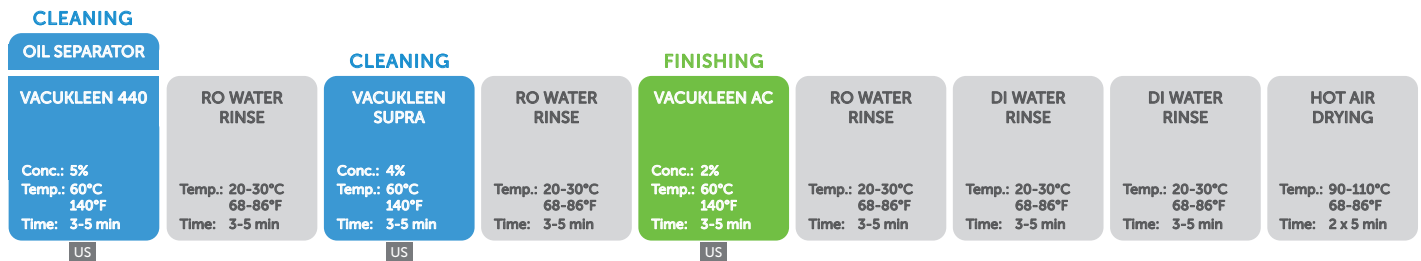 CLEANING
OIL SEPARATOR
VACUKLEEN 440
Conc.: 5%
Temp.: 60°C
140°F
Time: 3-5 min
US
RO WATER
RINSE
Temp.: 20-30°C
68-86°F
Time: 3-5 min
CLEANING
VACUKLEEN
SUPRA
Conc.: 4%
Temp.: 60°C
140°F
Time: 3-5 min
US
RO WATER
RINSE
Temp.: 20-30°C
68-86°F
Time: 3-5 min
FINISHING
VACUKLEEN AC
Conc.: 2%
Temp.: 60°C
140°F
Time: 3-5 min
US
RO WATER
RINSE
Temp.: 20-30°C
68-86°F
Time: 3-5 min
DI WATER
RINSE
Temp.: 20-30°C
68-86°F
Time: 3-5 min
DI WATER
RINSE
Temp.: 20-30°C
68-86°F
Time: 3-5 min
HOT AIR
DRYING
Temp.: 90-110°C
68-86°F
Time: 2 x 5 min